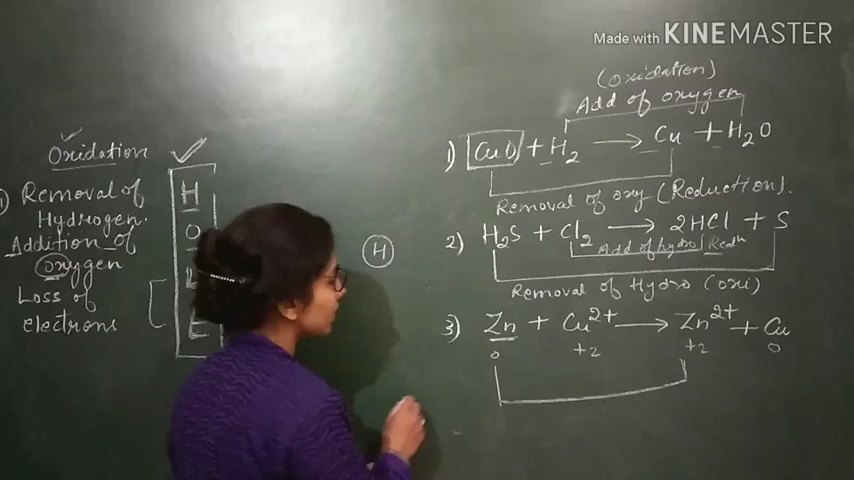 Made with KINEMASTER
Oxidation
1) Removal of
Hydrogen.
Addition of
oxygen
Loss of
electrons
H
O
L
E
H
(oxidation)
Add of oxygen
1) CuO + H2 → Cu + H2O
Removal of oxy (Reduction).
2) H2S + Cl2 → 2HCl + S
Add of hydro
Removal of Hydro (oxi)
3) Zn + Cu2+ → Zn2+ + Cu
0 +2 +2 0